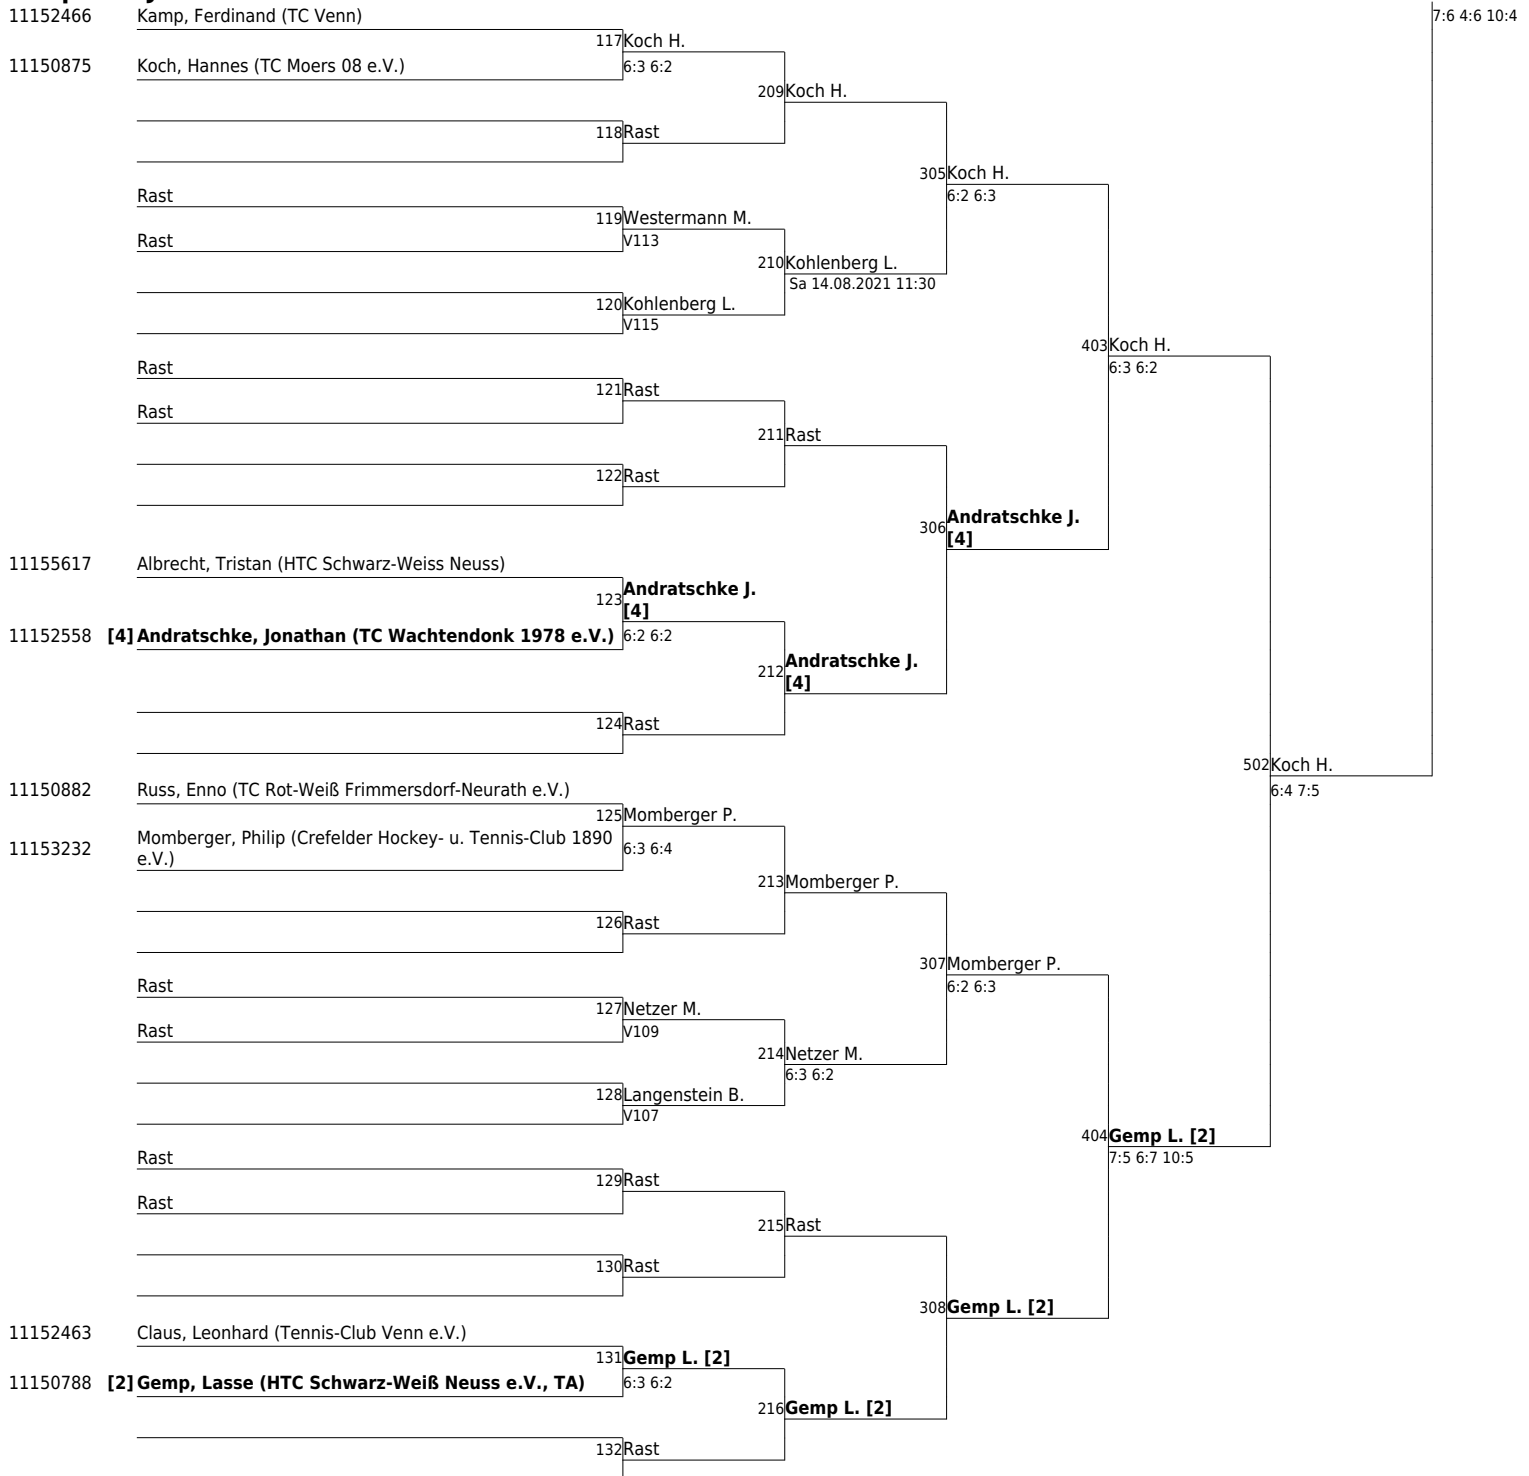 11152466 Kamp, Ferdinand (TC Venn) 7:6 4:6 10:4
117 Koch H.
11150875 Koch, Hannes (TC Moers 08 e.V.) 6:3 6:2
209 Koch H.
118 Rast
305 Koch H.
Rast 6:2 6:3
119 Westermann M.
Rast V113
210 Kohlenberg L.
Sa 14.08.2021 11:30
120 Kohlenberg L.
V115
403 Koch H.
Rast 6:3 6:2
121 Rast
Rast
211 Rast
122 Rast
306 Andratschke J.
[4]
11155617 Albrecht, Tristan (HTC Schwarz-Weiss Neuss)
123 Andratschke J.
[4]
11152558 [4] Andratschke, Jonathan (TC Wachtendonk 1978 e.V.) 6:2 6:2
212 Andratschke J.
[4]
124 Rast
502 Koch H.
11150882 Russ, Enno (TC Rot-Weiß Frimmersdorf-Neurath e.V.) 6:4 7:5
125 Momberger P.
11153232 Momberger, Philip (Crefelder Hockey- u. Tennis-Club 1890
e.V.) 6:3 6:4
213 Momberger P.
126 Rast
307 Momberger P.
Rast 6:2 6:3
127 Netzer M.
Rast V109
214 Netzer M.
6:3 6:2
128 Langenstein B.
V107
404 Gemp L. [2]
Rast 7:5 6:7 10:5
129 Rast
Rast
215 Rast
130 Rast
308 Gemp L. [2]
11152463 Claus, Leonhard (Tennis-Club Venn e.V.)
131 Gemp L. [2]
11150788 [2] Gemp, Lasse (HTC Schwarz-Weiß Neuss e.V., TA) 6:3 6:2
216 Gemp L. [2]
132 Rast